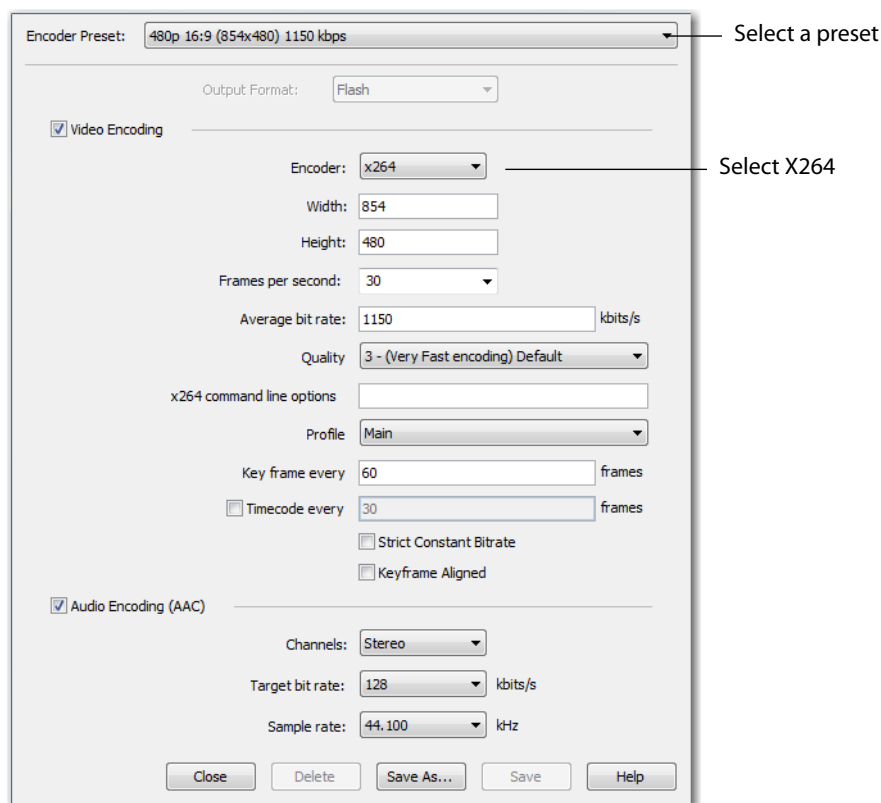 Encoder Preset: 480p 16:9 (854x480) 1150 kbps Select a preset
Output Format: Flash
Video Encoding
Encoder: x264 Select X264
Width: 854
Height: 480
Frames per second: 30
Average bit rate: 1150 kbits/s
Quality 3 - (Very Fast encoding) Default
x264 command line options
Profile Main
Key frame every 60 frames
Timecode every 30 frames
Strict Constant Bitrate
Keyframe Aligned
Audio Encoding (AAC)
Channels: Stereo
Target bit rate: 128 kbits/s
Sample rate: 44.100 kHz
Close Delete Save As... Save Help